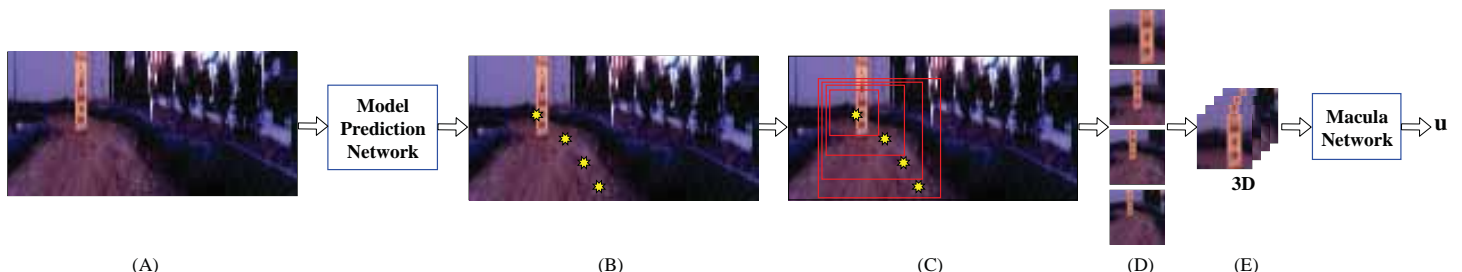 Model
Prediction
Network
3D
Macula
Network
u
(A)
(B)
(C)
(D)
(E)